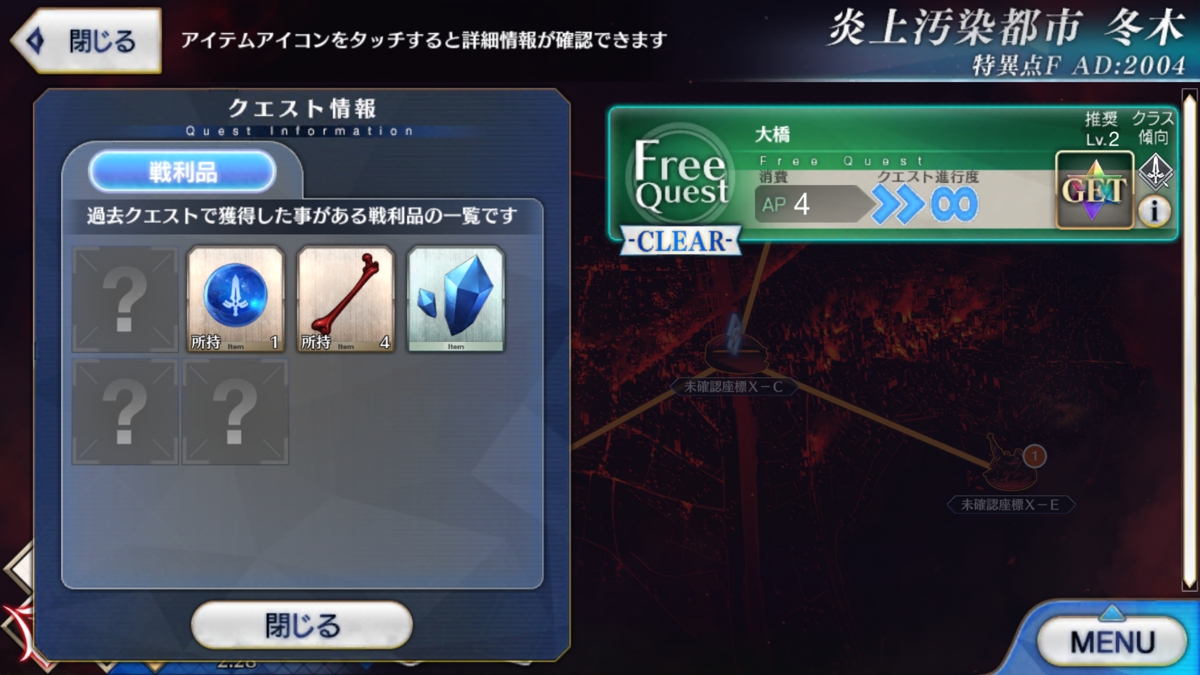 閉じる
アイテムアイコンをタッチすると詳細情報が確認できます
炎上汚染都市 冬木
特異点F AD:2004
クエスト情報
Quest Information
戦利品
過去クエストで獲得した事がある戦利品の一覧です
?
所持 Item 1
所持 Item 4
Item
?
?
閉じる
2:28
Free Quest
-CLEAR-
大橋
Free Quest
消費
AP 4
クエスト進行度
∞
推奨
Lv.2
クラス
傾向
GET
i
未確認座標X-C
1
未確認座標X-E
MENU